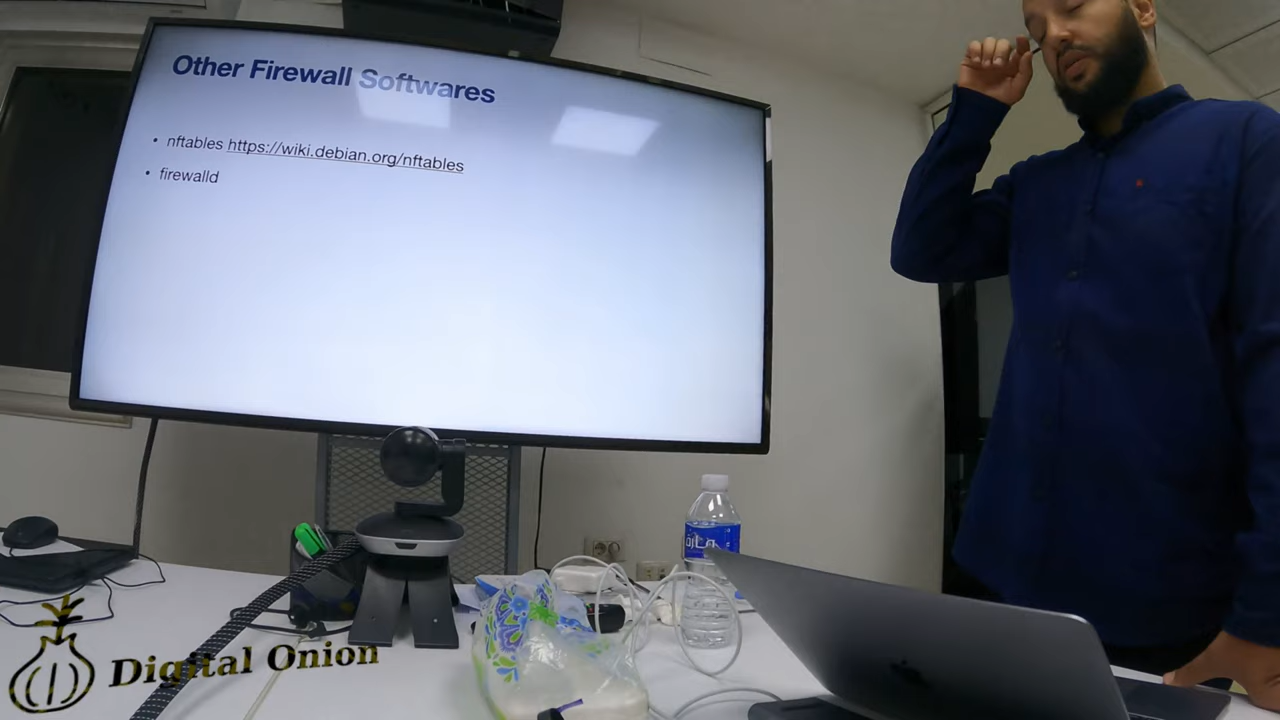 Other Firewall Softwares
• nftables https://wiki.debian.org/nftables
• firewalld
Digital Onion